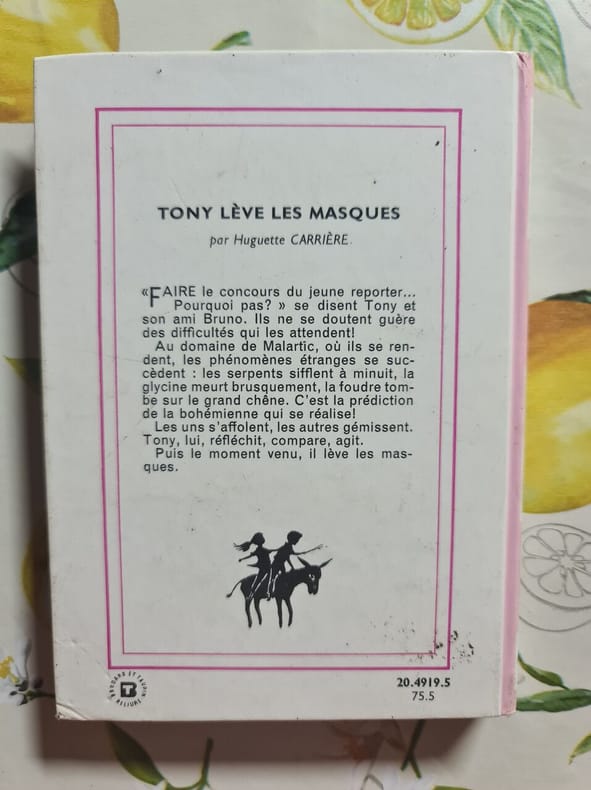 TONY LÈVE LES MASQUES
par Huguette CARRIÈRE.
«FAIRE le concours du jeune reporter...
Pourquoi pas? » se disent Tony et
son ami Bruno. Ils ne se doutent guère
des difficultés qui les attendent!
Au domaine de Malartic, où ils se ren-
dent, les phénomènes étranges se suc-
cèdent : les serpents sifflent à minuit, la
glycine meurt brusquement, la foudre tom-
be sur le grand chêne. C'est la prédiction
de la bohémienne qui se réalise!
Les uns s'affolent, les autres gémissent.
Tony, lui, réfléchit, compare, agit.
Puis le moment venu, il lève les mas-
ques.
BRODARD ET TAUPIN
RELIURE
20.4919.5
75.5